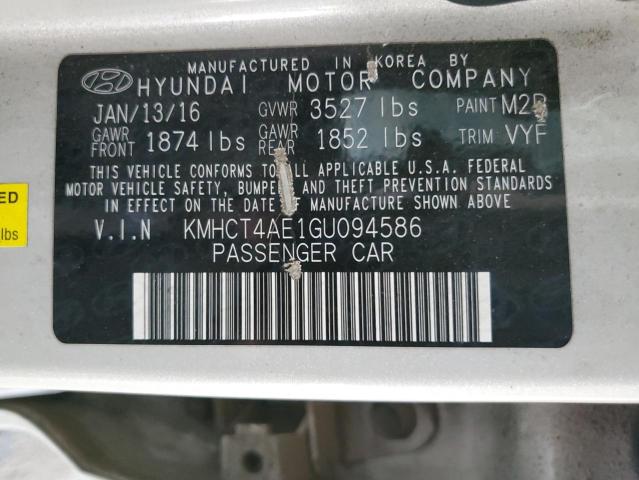 MANUFACTURED IN KOREA BY
HYUNDAI MOTOR COMPANY
JAN/13/16 GVWR 3527 lbs PAINT
GAWR FRONT 1874 lbs GAWR REAR 1852 lbs TRIM VYF
THIS VEHICLE CONFORMS TO ALL APPLICABLE U.S.A. FEDERAL
MOTOR VEHICLE SAFETY, BUMPER AND THEFT PREVENTION STANDARDS
IN EFFECT ON THE DATE OF MANUFACTURE SHOWN ABOVE.
V.I.N KMHCT4AE1GU094586
PASSENGER CAR
lbs